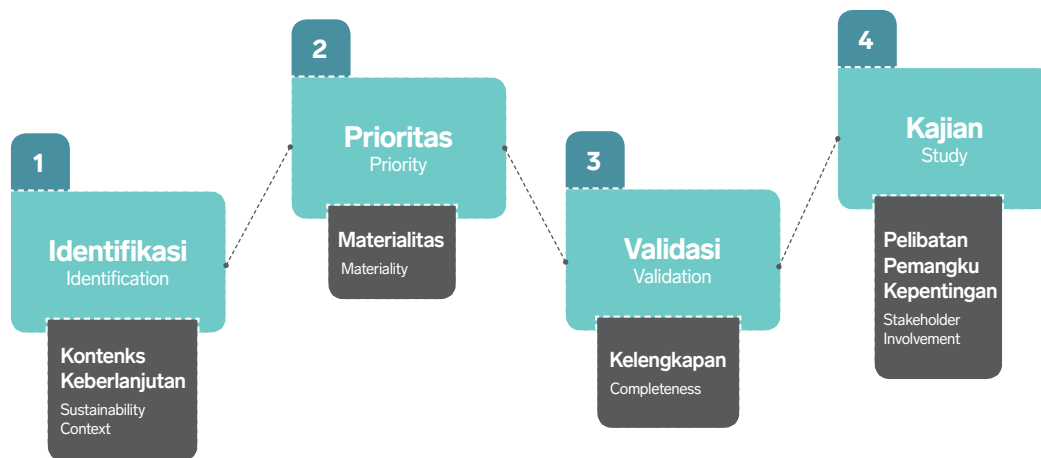 1
Identifikasi
Identification
Kontenks
Keberlanjutan
Sustainability
Context
2
Prioritas
Priority
Materialitas
Materiality
3
Validasi
Validation
Kelengkapan
Completeness
4
Kajian
Study
Pelibatan
Pemangku
Kepentingan
Stakeholder
Involvement